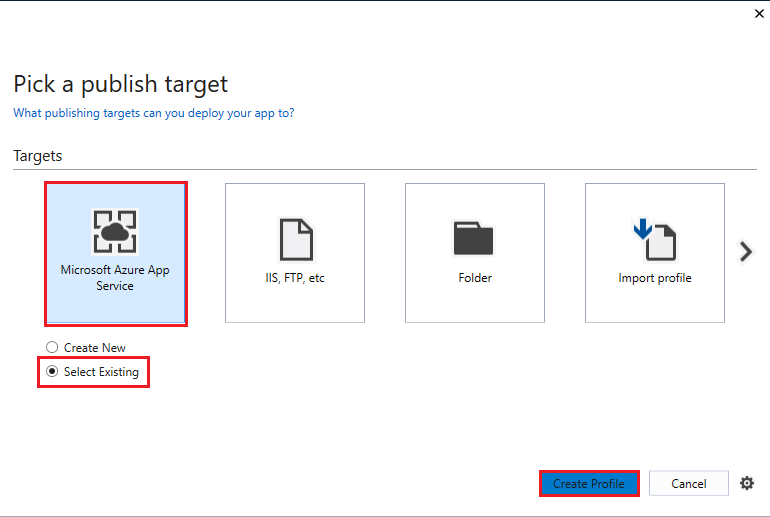 Pick a publish target
What publishing targets can you deploy your app to?
Targets
Microsoft Azure App
Service
IIS, FTP, etc
Folder
Import profile
Create New
Select Existing
Create Profile
Cancel